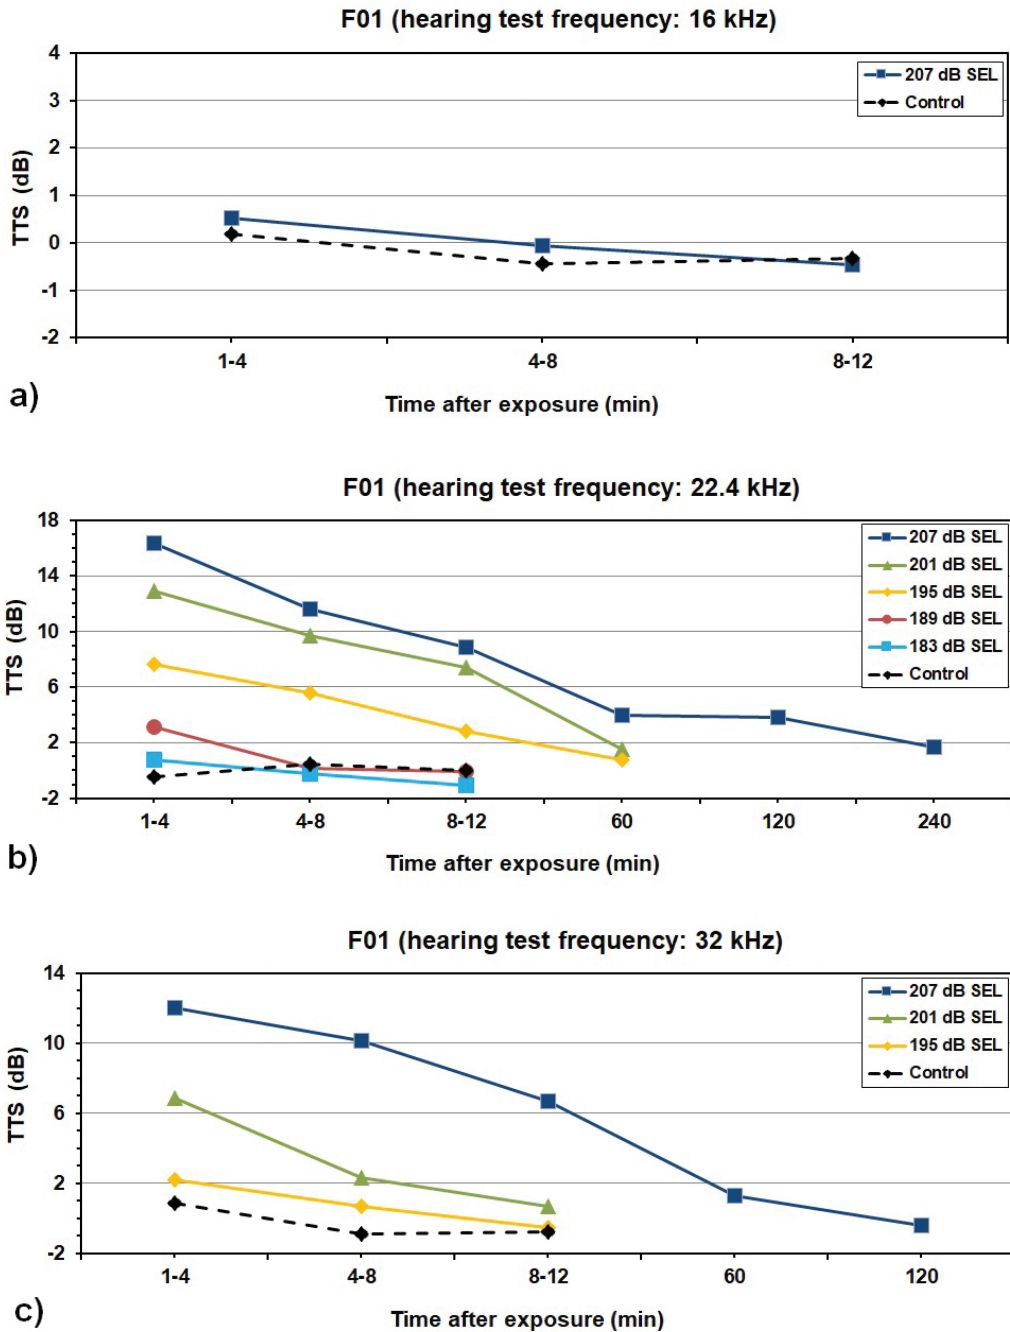 F01 (hearing test frequency: 16 kHz)
4
3
2
1
0
-1
-2
TTS (dB)
207 dB SEL
Control
1-4 4-8 8-12
Time after exposure (min)
a)
F01 (hearing test frequency: 22.4 kHz)
18
14
10
6
2
-2
TTS (dB)
207 dB SEL
201 dB SEL
195 dB SEL
189 dB SEL
183 dB SEL
Control
1-4 4-8 8-12 60 120 240
Time after exposure (min)
b)
F01 (hearing test frequency: 32 kHz)
14
10
6
2
-2
TTS (dB)
207 dB SEL
201 dB SEL
195 dB SEL
Control
1-4 4-8 8-12 60 120
Time after exposure (min)
c)